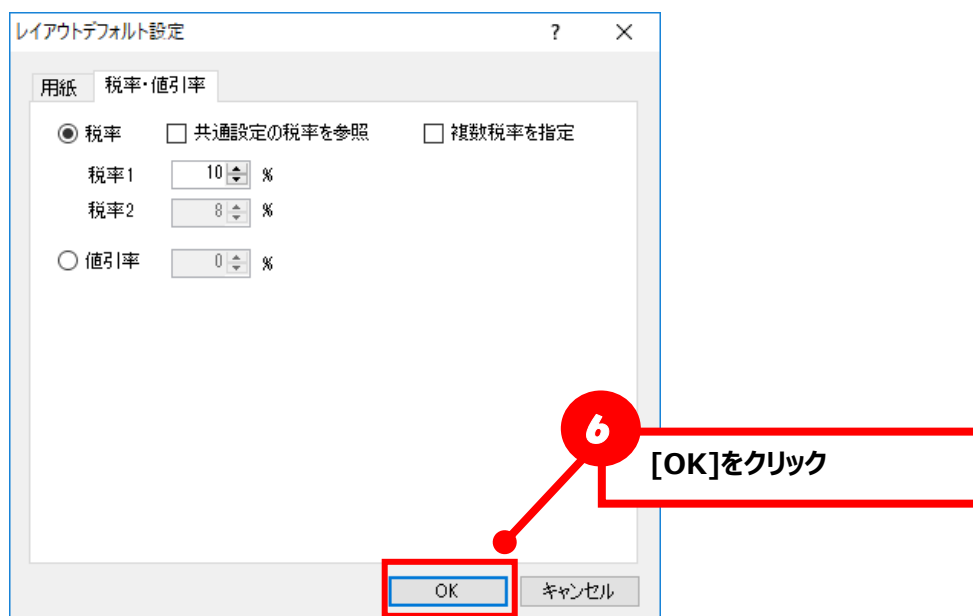 レイアウトデフォルト設定 ?
用紙 税率・値引率
税率 共通設定の税率を参照 複数税率を指定
税率1 10 %
税率2 8 %
値引率 0 %
6
[OK]をクリック
OK キャンセル